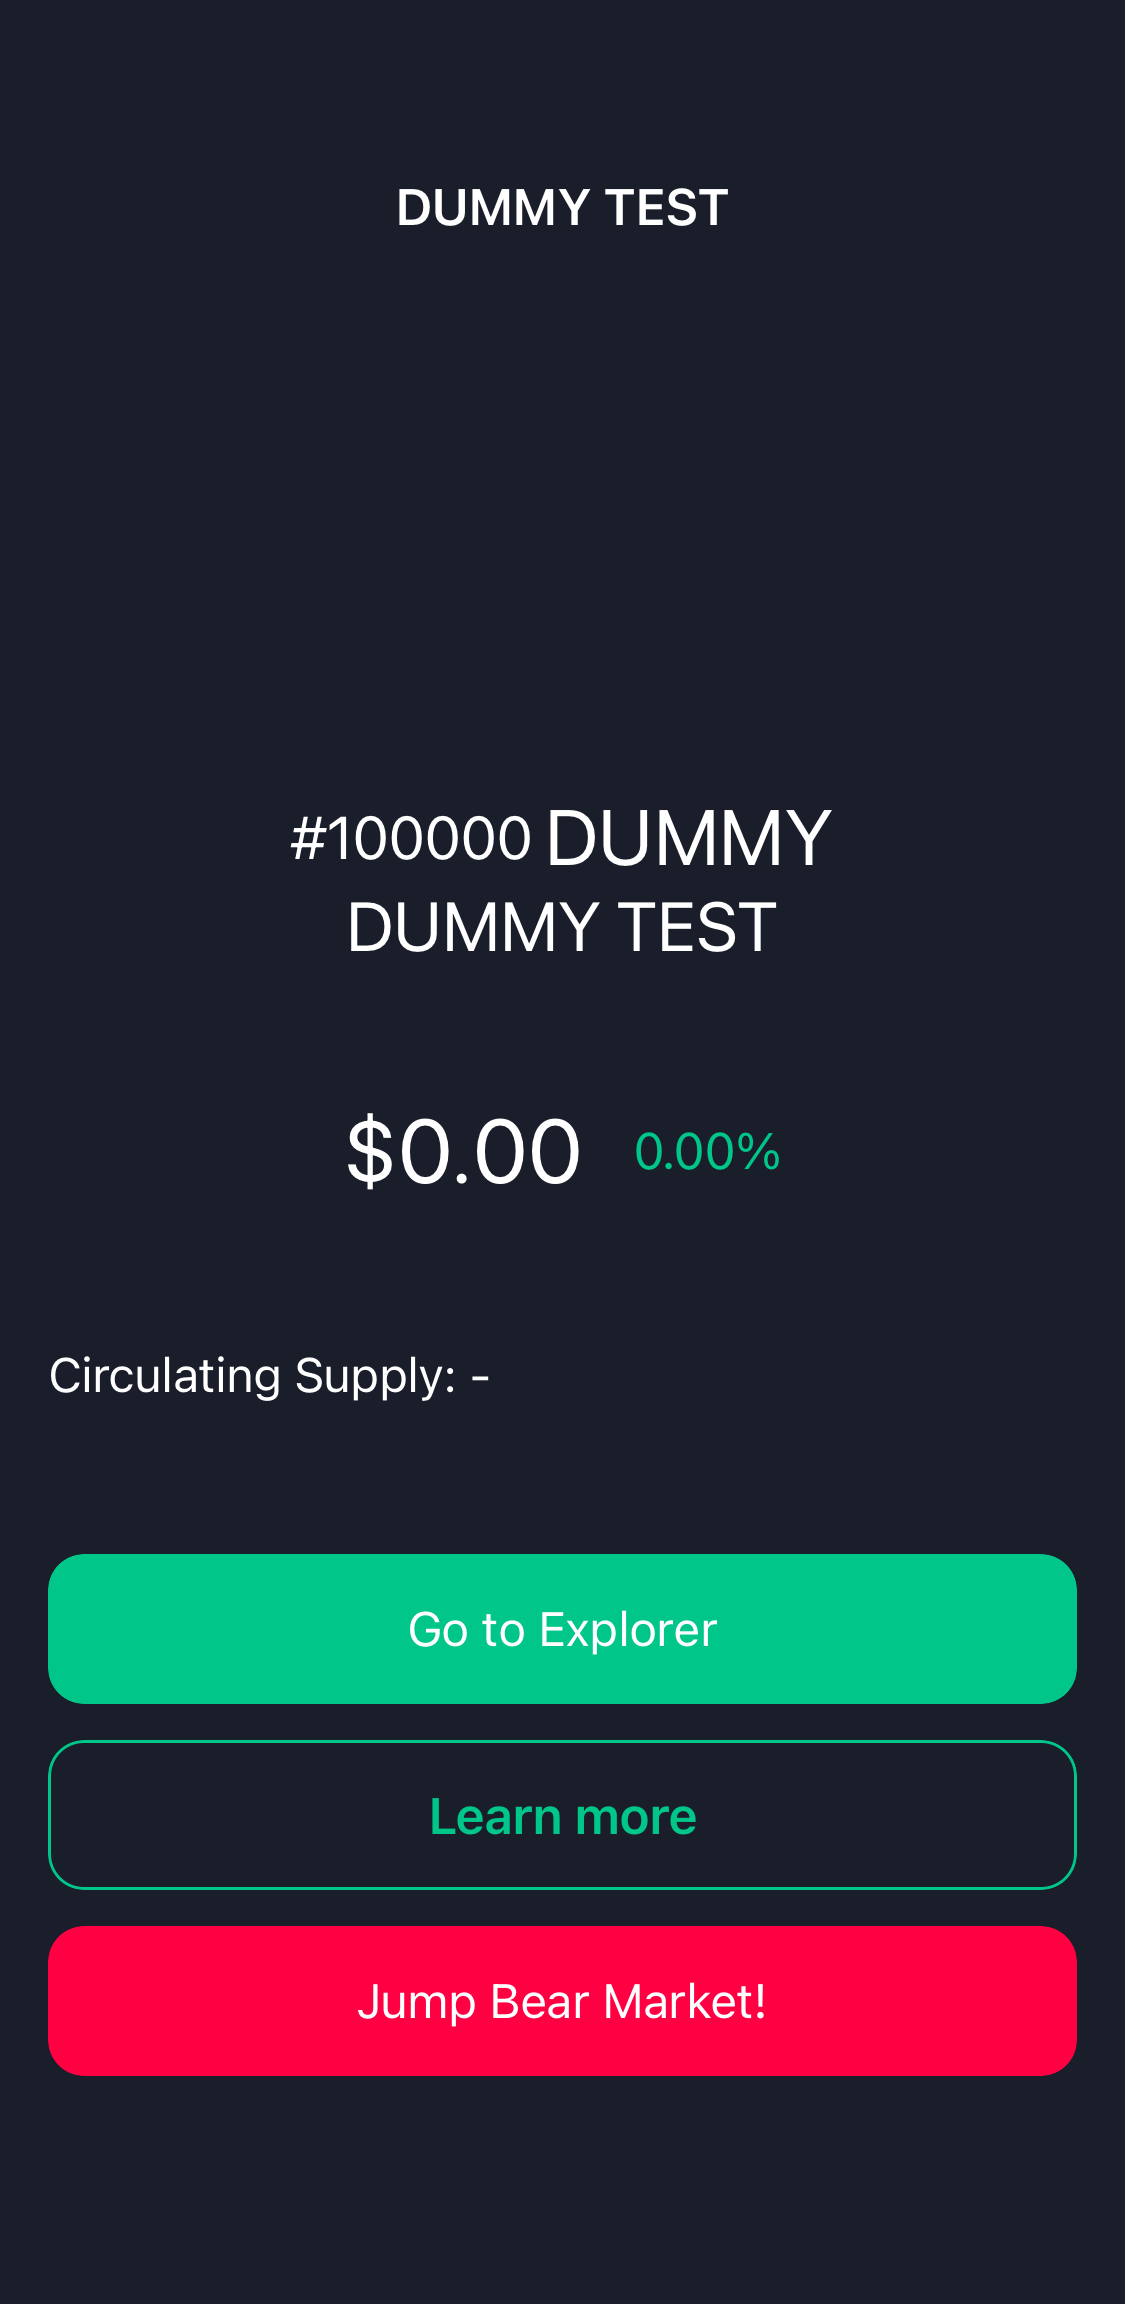 DUMMY TEST
#100000 DUMMY
DUMMY TEST
$0.00 0.00%
Circulating Supply: -
Go to Explorer
Learn more
Jump Bear Market!